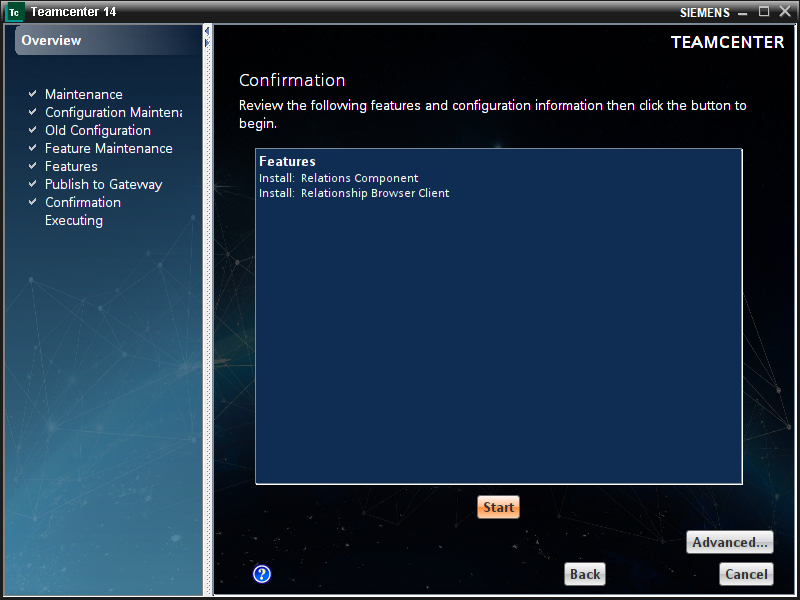 Tc Teamcenter 14
SIEMENS
Overview
TEAMCENTER
Maintenance
Configuration Maintena
Old Configuration
Feature Maintenance
Features
Publish to Gateway
Confirmation
Executing
Confirmation
Review the following features and configuration information then click the button to
begin.
Features
Install: Relations Component
Install: Relationship Browser Client
Start
Advanced...
?
Back
Cancel